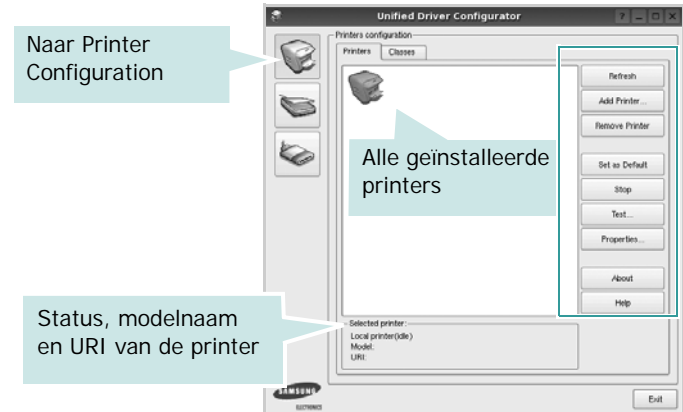 Unified Driver Configurator
Naar Printer
Configuration
Printers configuration
Printers
Classes
Refresh
Add Printer...
Remove Printer
Alle geïnstalleerde
printers
Set as Default
Stop
Test...
Properties...
About
Help
Status, modelnaam
en URI van de printer
Selected printer:
Local printer(idle)
Model:
URI:
SAMSUNG
ELECTRONICS
Exit